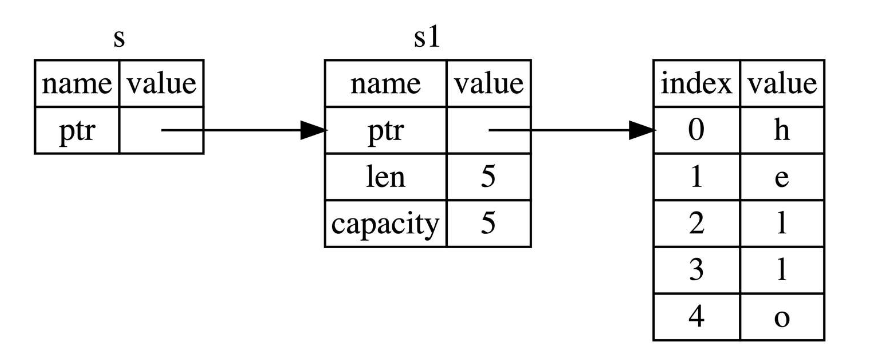 s
name value
ptr
s1
name value
ptr
len 5
capacity 5
index value
0 h
1 e
2 l
3 l
4 o